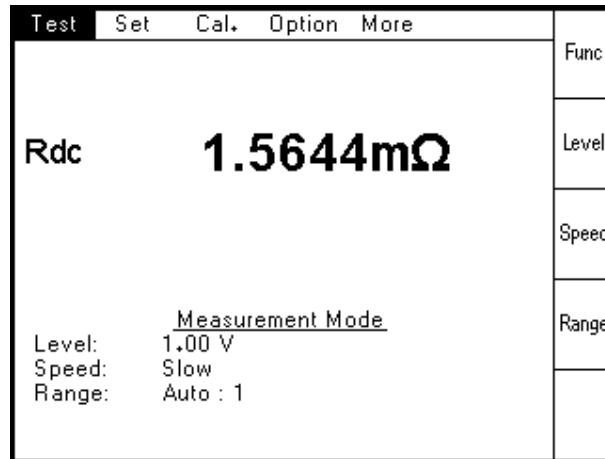 Test Set Cal. Option More
Func
Rdc 1.5644mΩ
Level
Speed
Measurement Mode
Range
Level: 1.00 V
Speed: Slow
Range: Auto : 1